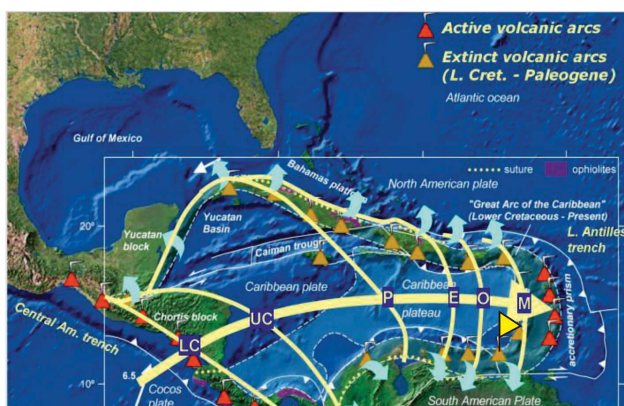 Active volcanic arcs
Extinct volcanic arcs
(L. Cret. - Paleogene)
Atlantic ocean
Gulf of Mexico
Bahamas platform
North American plate
suture
ophiolites
"Great Arc of the Caribbean"
(Lower Cretaceous - Present)
20°
Yucatan
block
Yucatan
Basin
L. Antilles
trench
Caiman trough
Caribbean plate
Caribbean
plateau
P
E
O
M
accretionary prism
Chortis block
UC
LC
Central Am. trench
6.5
10°
Cocos
plate
South American Plate